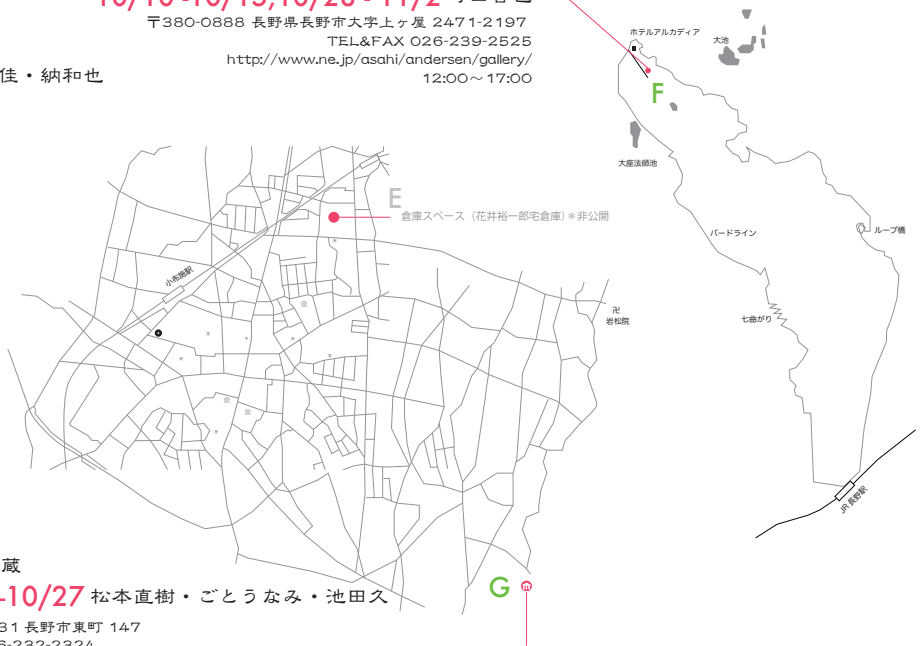 〒380-0888 長野県長野市大字上ヶ屋 2471-2197
TEL&FAX 026-239-2525
http://www.ne.jp/asahi/andersen/gallery/
12:00～17:00
佳・納和也
ホテルアルカディア
大池
F
大座法師池
E
倉庫スペース（花井裕一郎宅倉庫）＊非公開
バードライン
ループ橋
小布施駅
卍
岩松院
七曲がり
JR 長野駅
蔵
G
-10/27 松本直樹・ごとうなみ・池田久
31 長野市東町 147